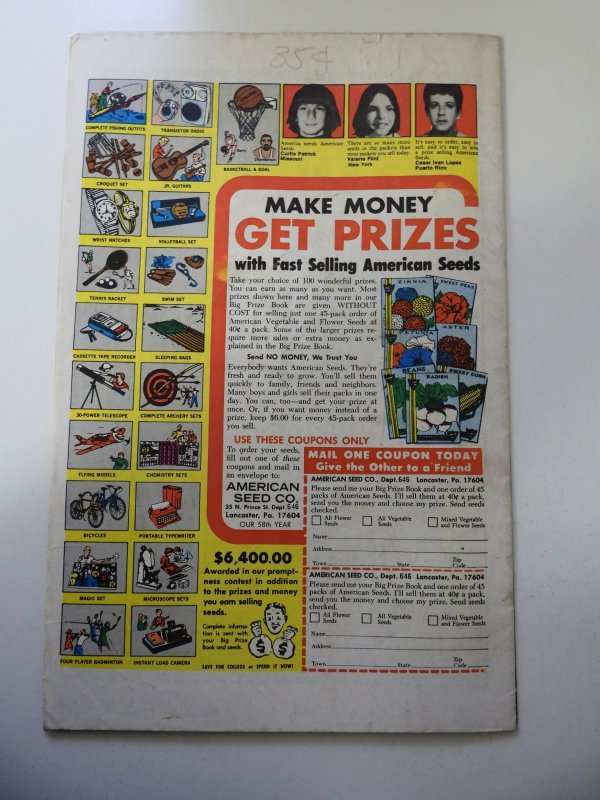 35¢
COMPLETE FISHING OUTFITS
TRANSISTOR RADIO
CROQUET SET
JR. GUITARS
WRIST WATCHES
VOLLEYBALL SET
TENNIS RACKET
SWIM SET
CASSETTE TAPE RECORDER
SLEEPING BAGS
30-POWER TELESCOPE
COMPLETE ARCHERY SETS
FLYING MODELS
CHEMISTRY SETS
BICYCLES
PORTABLE TYPEWRITER
MAGIC SET
MICROSCOPE SETS
FOUR PLAYER BADMINTON
INSTANT LOAD CAMERA
BASKETBALL & GOAL
America needs American
Seeds
Curtis Patrick
Missouri
There are so many more
seeds in the packets than
most packets you sell today.
Valerie Flint
New York
It's easy to order, easy to
sell, and it's easy to win
a prize selling American
Seeds.
Cesar Ivan Lopez
Puerto Rico
MAKE MONEY
GET PRIZES
with Fast Selling American Seeds
Take your choice of 100 wonderful prizes.
You can earn as many as you want. Most
prizes shown here and many more in our
Big Prize Book are given WITHOUT
COST for selling just one 45-pack order of
American Vegetable and Flower Seeds at
40¢ a pack. Some of the larger prizes re-
quire more sales or extra money as ex-
plained in the Big Prize Book.
Send NO MONEY, We Trust You
Everybody wants American Seeds. They're
fresh and ready to grow. You'll sell them
quickly to family, friends and neighbors.
Many boys and girls sell their packs in one
day. You can, too—and get your prize at
once. Or, if you want money instead of a
prize, keep $6.00 for every 45-pack order
you sell.
ZINNIA
SWEET PEAS
PETUNIA
ASTER
BEANS
RADISH
SWEET CORN
USE THESE COUPONS ONLY
To order your seeds,
fill out one of these
coupons and mail in
an envelope to:
AMERICAN
SEED CO.
35 N. Prince St. Dept. 646
Lancaster, Pa. 17604
OUR 58th YEAR
$6,400.00
Awarded in our prompt-
ness contest in addition
to the prizes and money
you earn selling
seeds.
Complete informa-
tion is sent with
your Big Prize
Book and seeds.
$ $
SAVE FOR COLLEGE or SPEND IT NOW!
MAIL ONE COUPON TODAY
Give the Other to a Friend
AMERICAN SEED CO., Dept. 646 Lancaster, Pa. 17604
Please send me your Big Prize Book and one order of 45
packs of American Seeds. I'll sell them at 40¢ a pack,
send you the money and choose my prize. Send seeds
checked.
All Flower
Seeds
All Vegetable
Seeds
Mixed Vegetable
and Flower Seeds
Name
Address
Town State Zip Code
AMERICAN SEED CO., Dept. 646 Lancaster, Pa. 17604
Please send me your Big Prize Book and one order of 45
packs of American Seeds. I'll sell them at 40¢ a pack,
send you the money and choose my prize. Send seeds
checked.
All Flower
Seeds
All Vegetable
Seeds
Mixed Vegetable
and Flower Seeds
Name
Address
Town State Zip Code